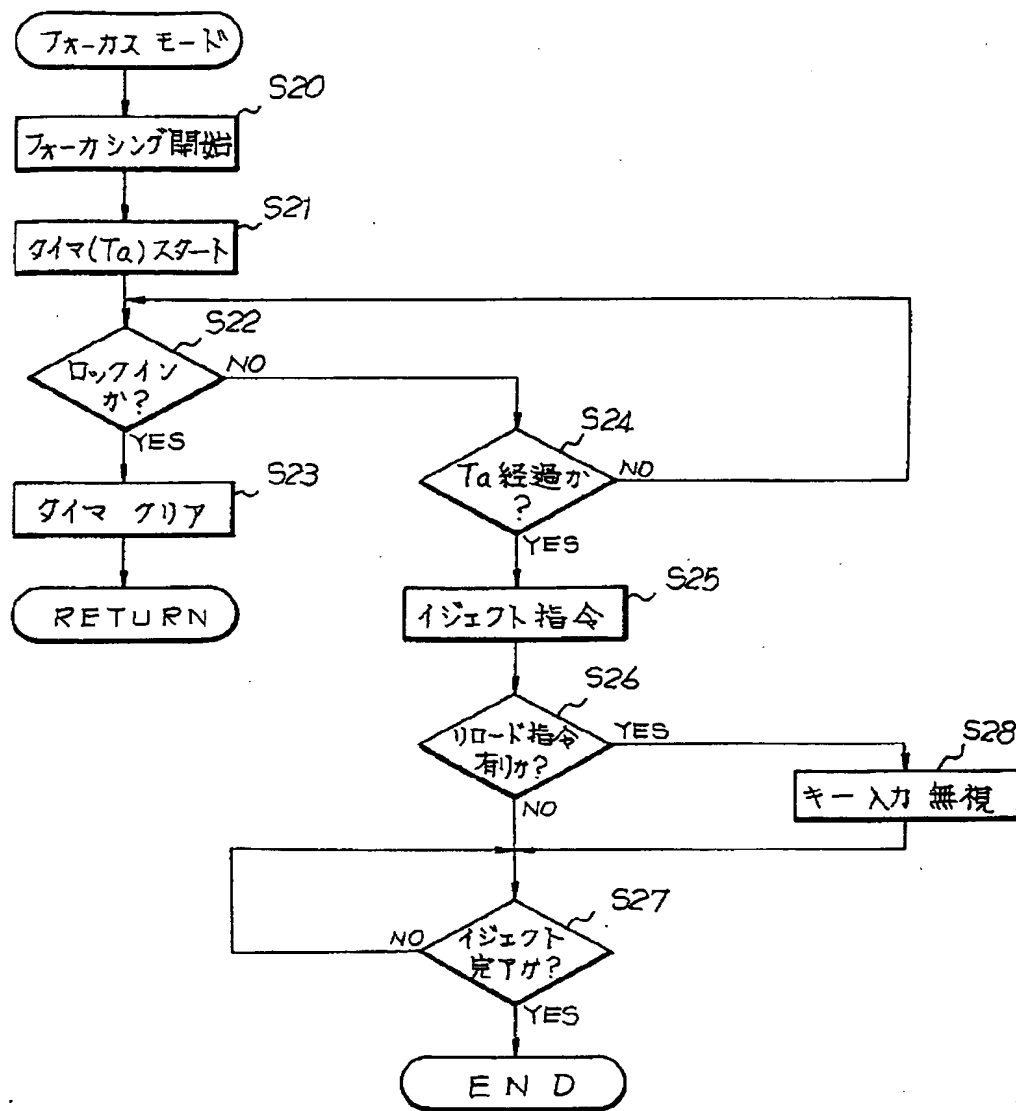 フォーカス モード
S20
フォーカシング開始
S21
タイマ(Ta)スタート
S22
ロックイン
か?
NO
YES
S23
タイマ クリア
RETURN
S24
Ta経過か
?
NO
YES
S25
イジェクト指令
S26
リロード指令
有りか?
YES
NO
S28
キー入力 無視
S27
イジェクト
完了か?
NO
YES
END